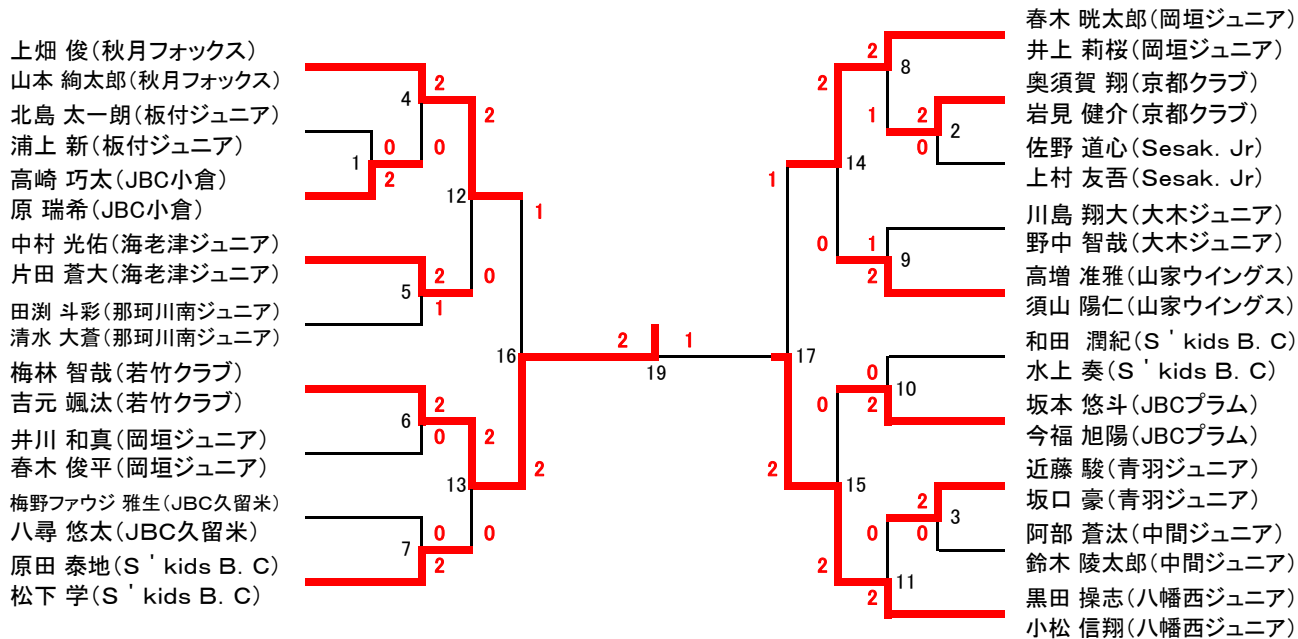 上畑 俊(秋月フォックス)
山本 絢太郎(秋月フォックス)
北島 太一朗(板付ジュニア)
浦上 新(板付ジュニア)
高崎 巧太(JBC小倉)
原 瑞希(JBC小倉)
中村 光佑(海老津ジュニア)
片田 蒼大(海老津ジュニア)
田渕 斗彩(那珂川南ジュニア)
清水 大蒼(那珂川南ジュニア)
梅林 智哉(若竹クラブ)
吉元 颯汰(若竹クラブ)
井川 和真(岡垣ジュニア)
春木 俊平(岡垣ジュニア)
梅野ファウジ 雅生(JBC久留米)
八尋 悠太(JBC久留米)
原田 泰地(S'kids B.C)
松下 学(S'kids B.C)
2
4
2
0
0
1
2
12
1
2
0
5
1
16
2
6
0
2
13
2
0
0
7
2
2
1
19
2
8
2
1
2
2
0
14
1
0
1
9
2
17
0
10
0
2
2
15
2
3
0
0
2
11
2
春木 晄太郎(岡垣ジュニア)
井上 莉桜(岡垣ジュニア)
奥須賀 翔(京都クラブ)
岩見 健介(京都クラブ)
佐野 道心(Sesak. Jr)
上村 友吾(Sesak. Jr)
川島 翔大(大木ジュニア)
野中 智哉(大木ジュニア)
高増 准雅(山家ウイングス)
須山 陽仁(山家ウイングス)
和田 潤紀(S'kids B.C)
水上 奏(S'kids B.C)
坂本 悠斗(JBCプラム)
今福 旭陽(JBCプラム)
近藤 駿(青羽ジュニア)
坂口 豪(青羽ジュニア)
阿部 蒼汰(中間ジュニア)
鈴木 陵太郎(中間ジュニア)
黒田 操志(八幡西ジュニア)
小松 信翔(八幡西ジュニア)